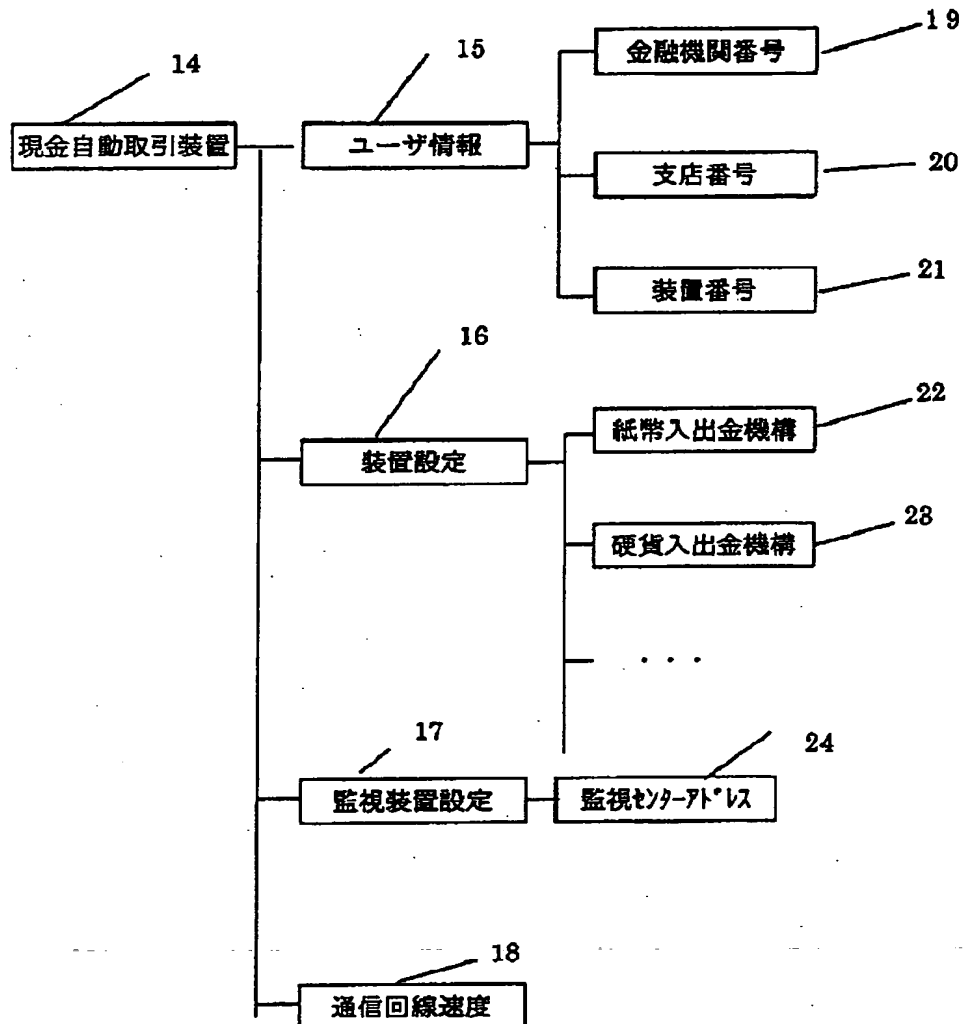 19
金融機関番号
15
14
現金自動取引装置
ユーザ情報
20
支店番号
21
装置番号
16
22
紙幣入出金機構
装置設定
23
硬貨入出金機構
・・・
17
24
監視装置設定
監視ｾﾝﾀｰｱﾄﾞﾚｽ
18
通信回線速度